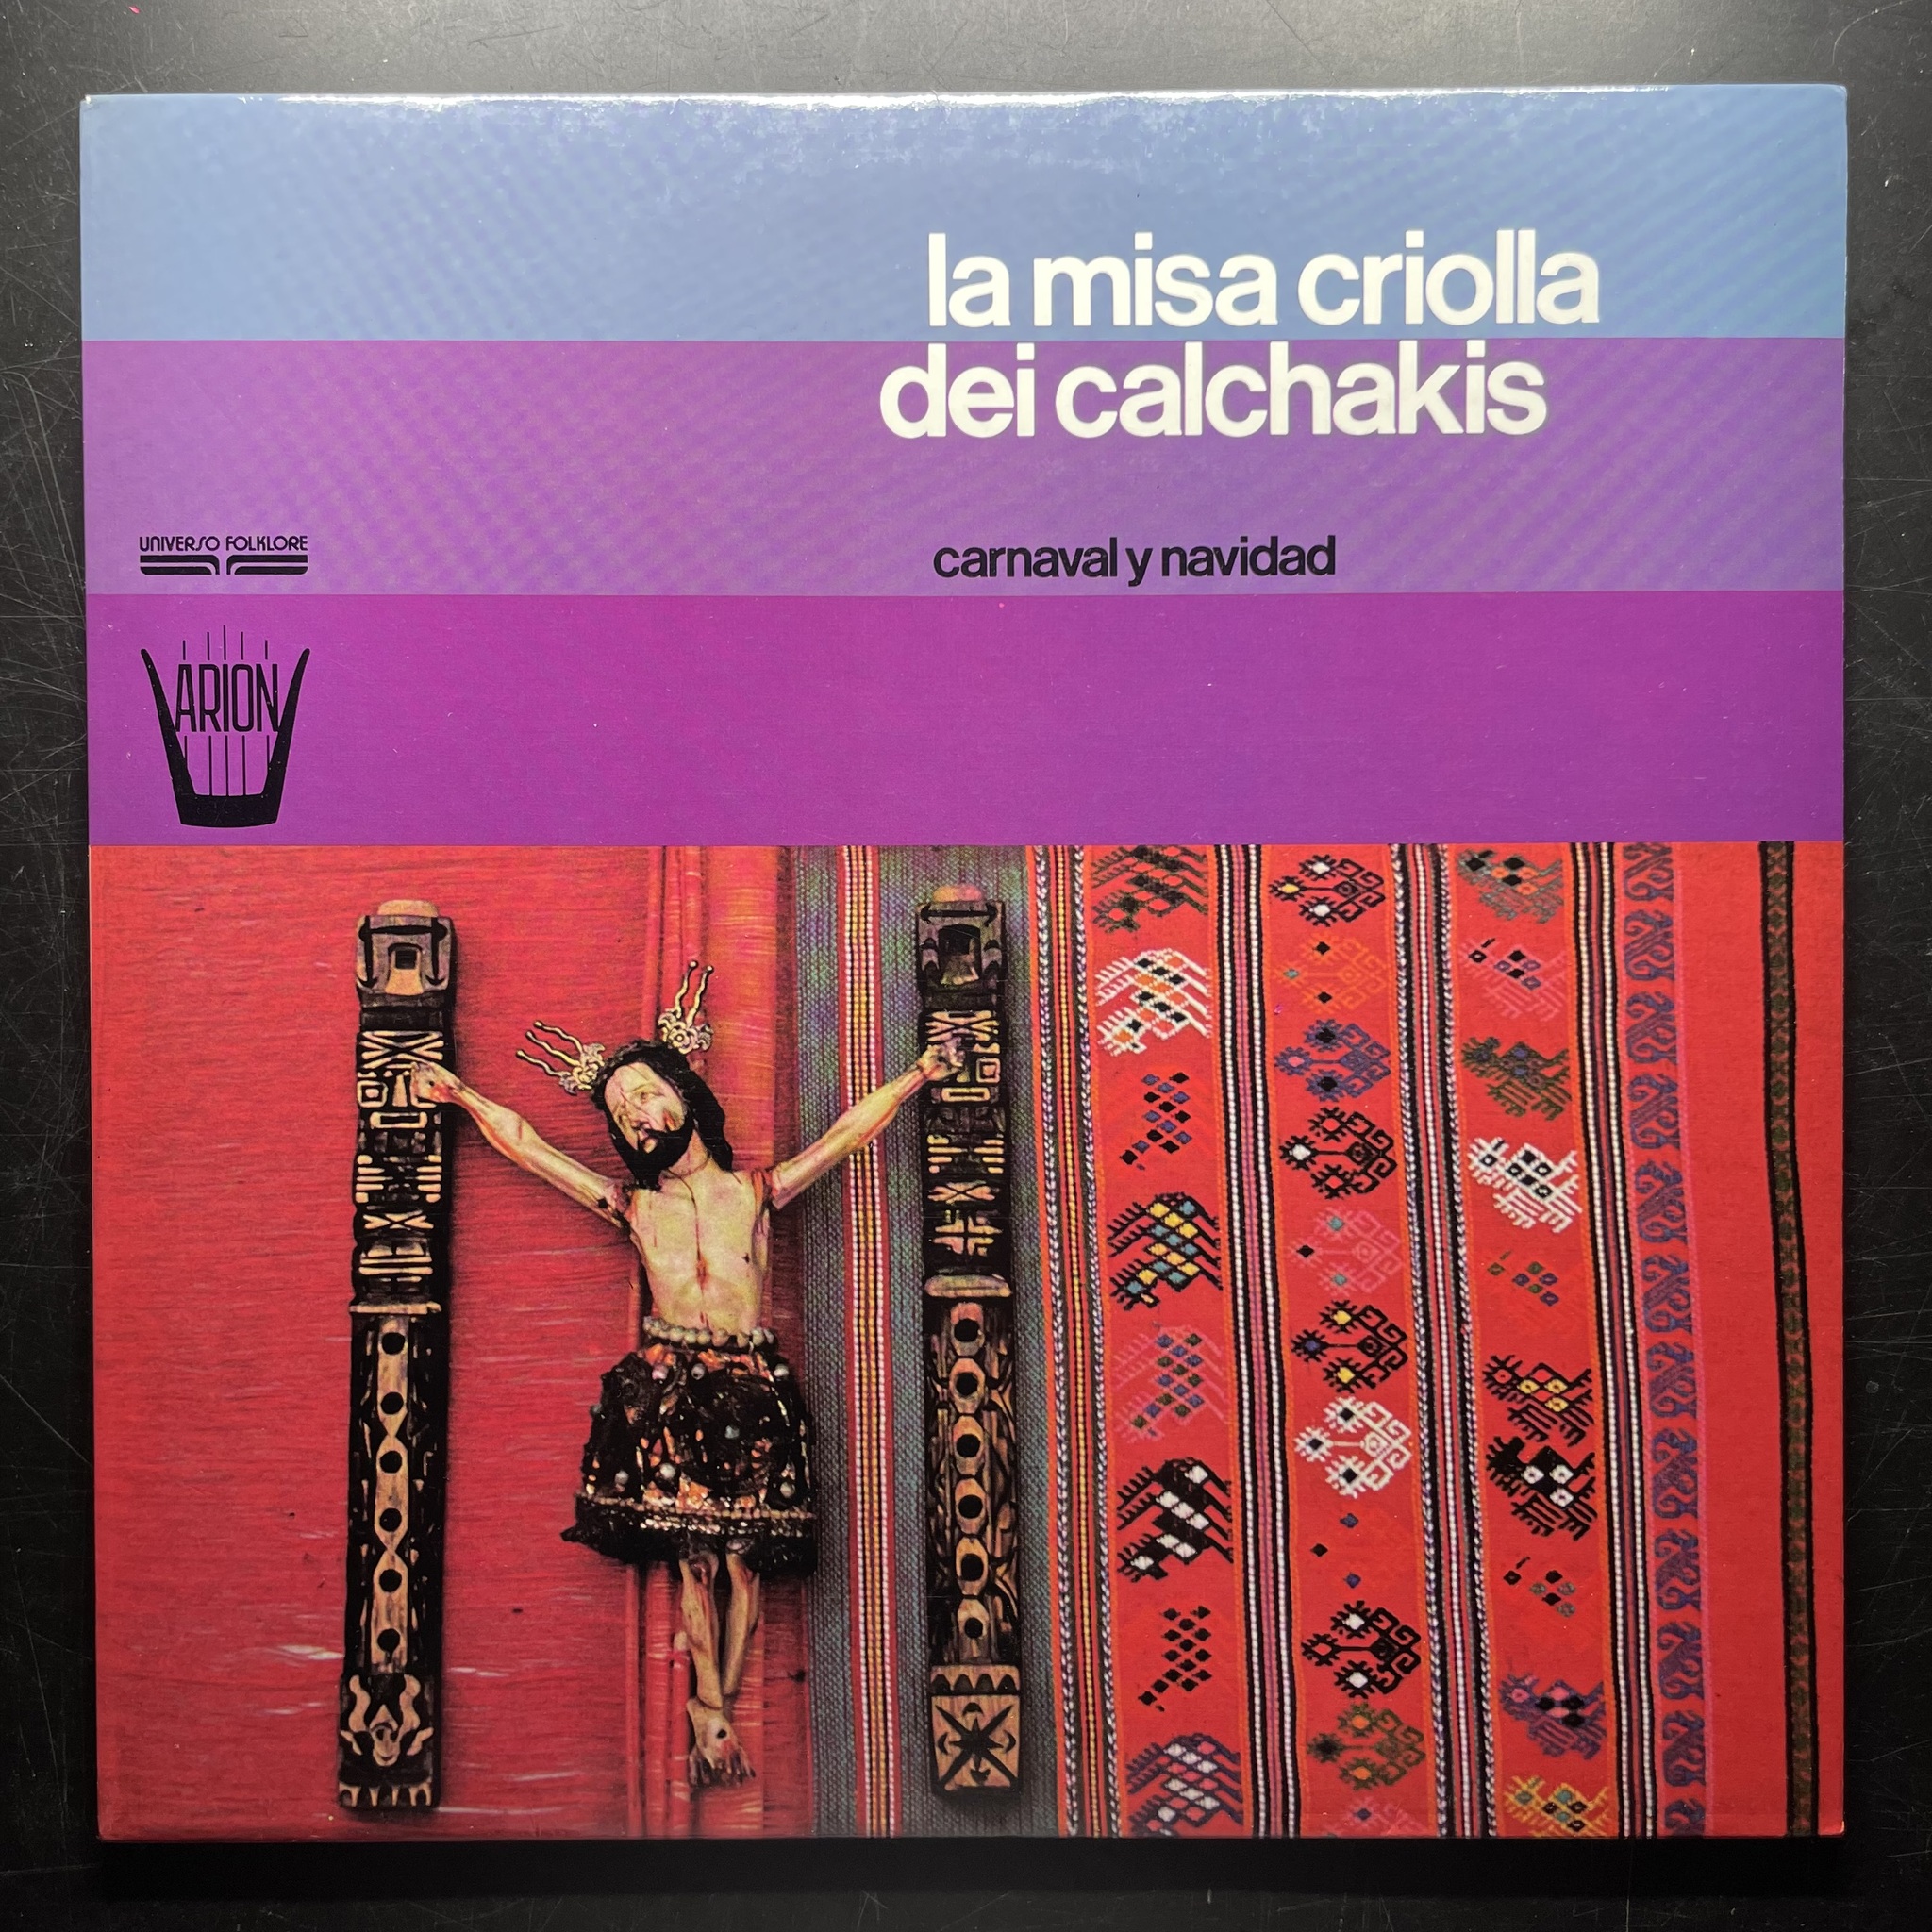 la misa criolla
dei calchakis
UNIVERSO FOLKLORE
carnaval y navidad
ARION